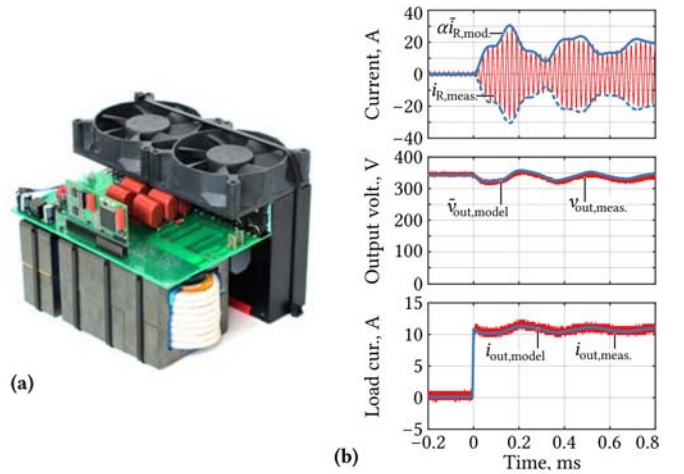 (a)
(b)
Current, A
40
20
0
−20
−40
αīR,mod.
iR,meas.
Output volt., V
400
300
200
100
0
v̄out,model
vout,meas.
Load cur., A
15
10
5
0
−5
iout,model
iout,meas.
−0.2 0 0.2 0.4 0.6 0.8
Time, ms